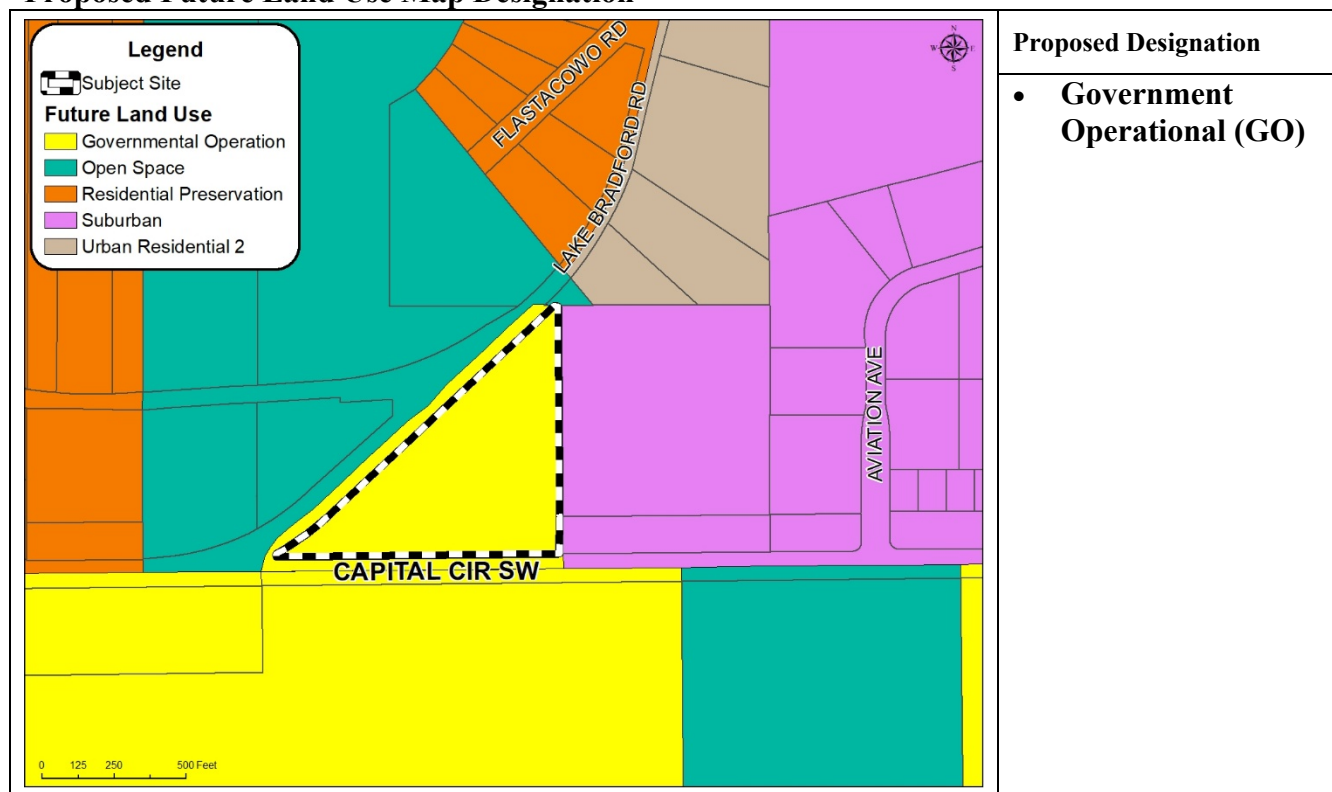 Proposed Future Land Use Map Designation
Legend
Subject Site
Future Land Use
Governmental Operation
Open Space
Residential Preservation
Suburban
Urban Residential 2
FLASTACOWO RD
LAKE BRADFORD RD
AVIATION AVE
CAPITAL CIR SW
N
W E
S
0 125 250 500 Feet
Proposed Designation
• Government
Operational (GO)